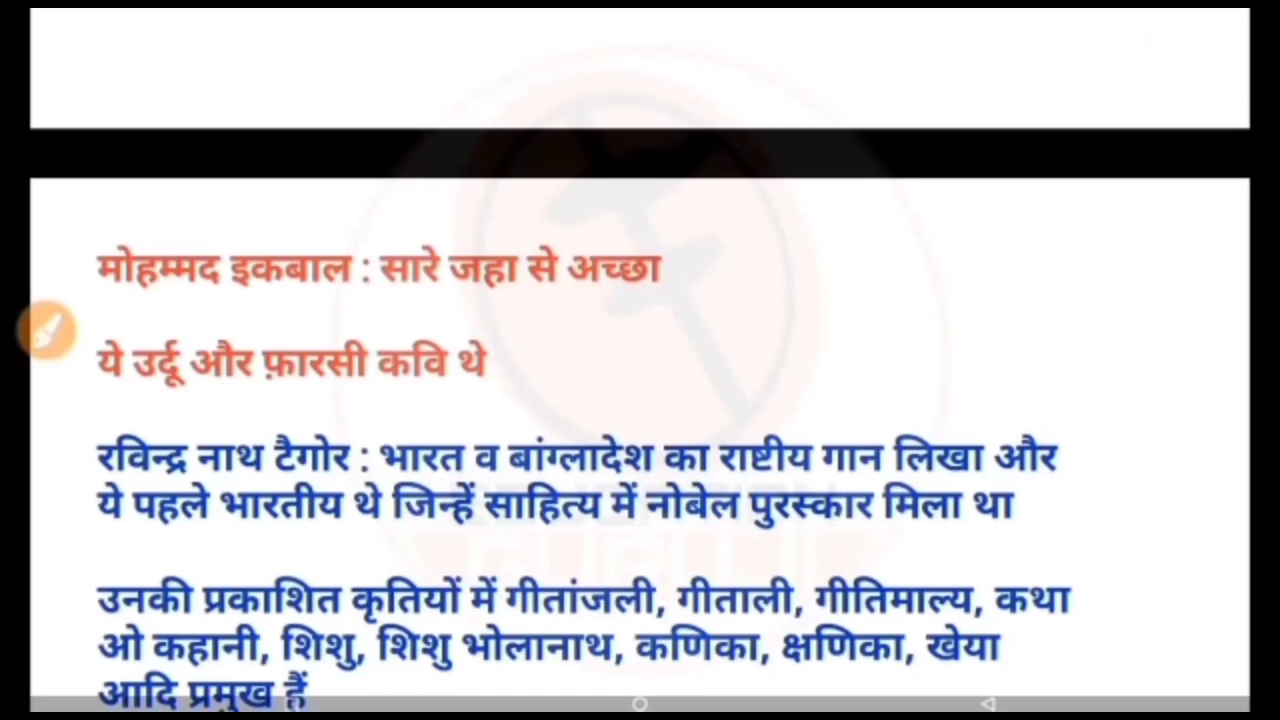 मोहम्मद इकबाल : सारे जहा से अच्छा
ये उर्दू और फ़ारसी कवि थे
रविन्द्र नाथ टैगोर : भारत व बांग्लादेश का राष्टीय गान लिखा और
ये पहले भारतीय थे जिन्हें साहित्य में नोबेल पुरस्कार मिला था
उनकी प्रकाशित कृतियों में गीतांजली, गीताली, गीतिमाल्य, कथा
ओ कहानी, शिशु, शिशु भोलानाथ, कणिका, क्षणिका, खेया
आदि प्रमुख हैं